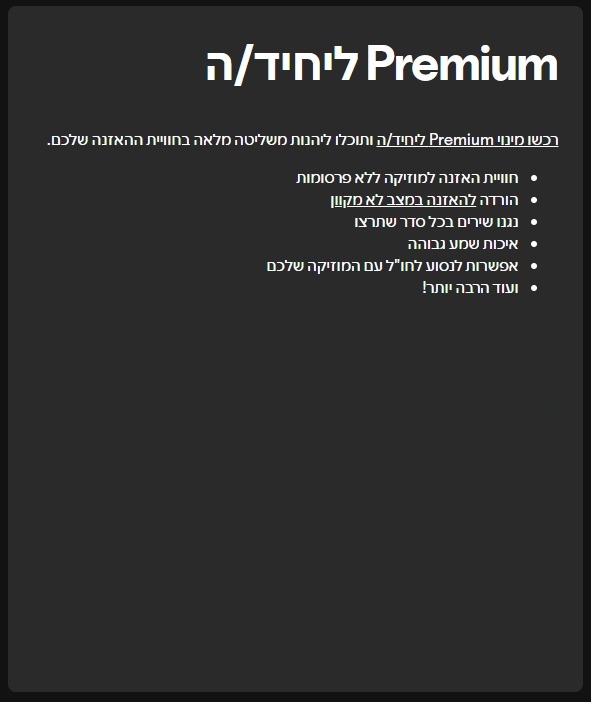 Premium ליחיד/ה
רכשו מינוי Premium ליחיד/ה ותוכלו ליהנות משליטה מלאה בחוויית ההאזנה שלכם.
חוויית האזנה למוזיקה ללא פרסומות
הורדה להאזנה במצב לא מקוון
נגנו שירים בכל סדר שתרצו
איכות שמע גבוהה
אפשרות לנסוע לחו"ל עם המוזיקה שלכם
ועוד הרבה יותר!